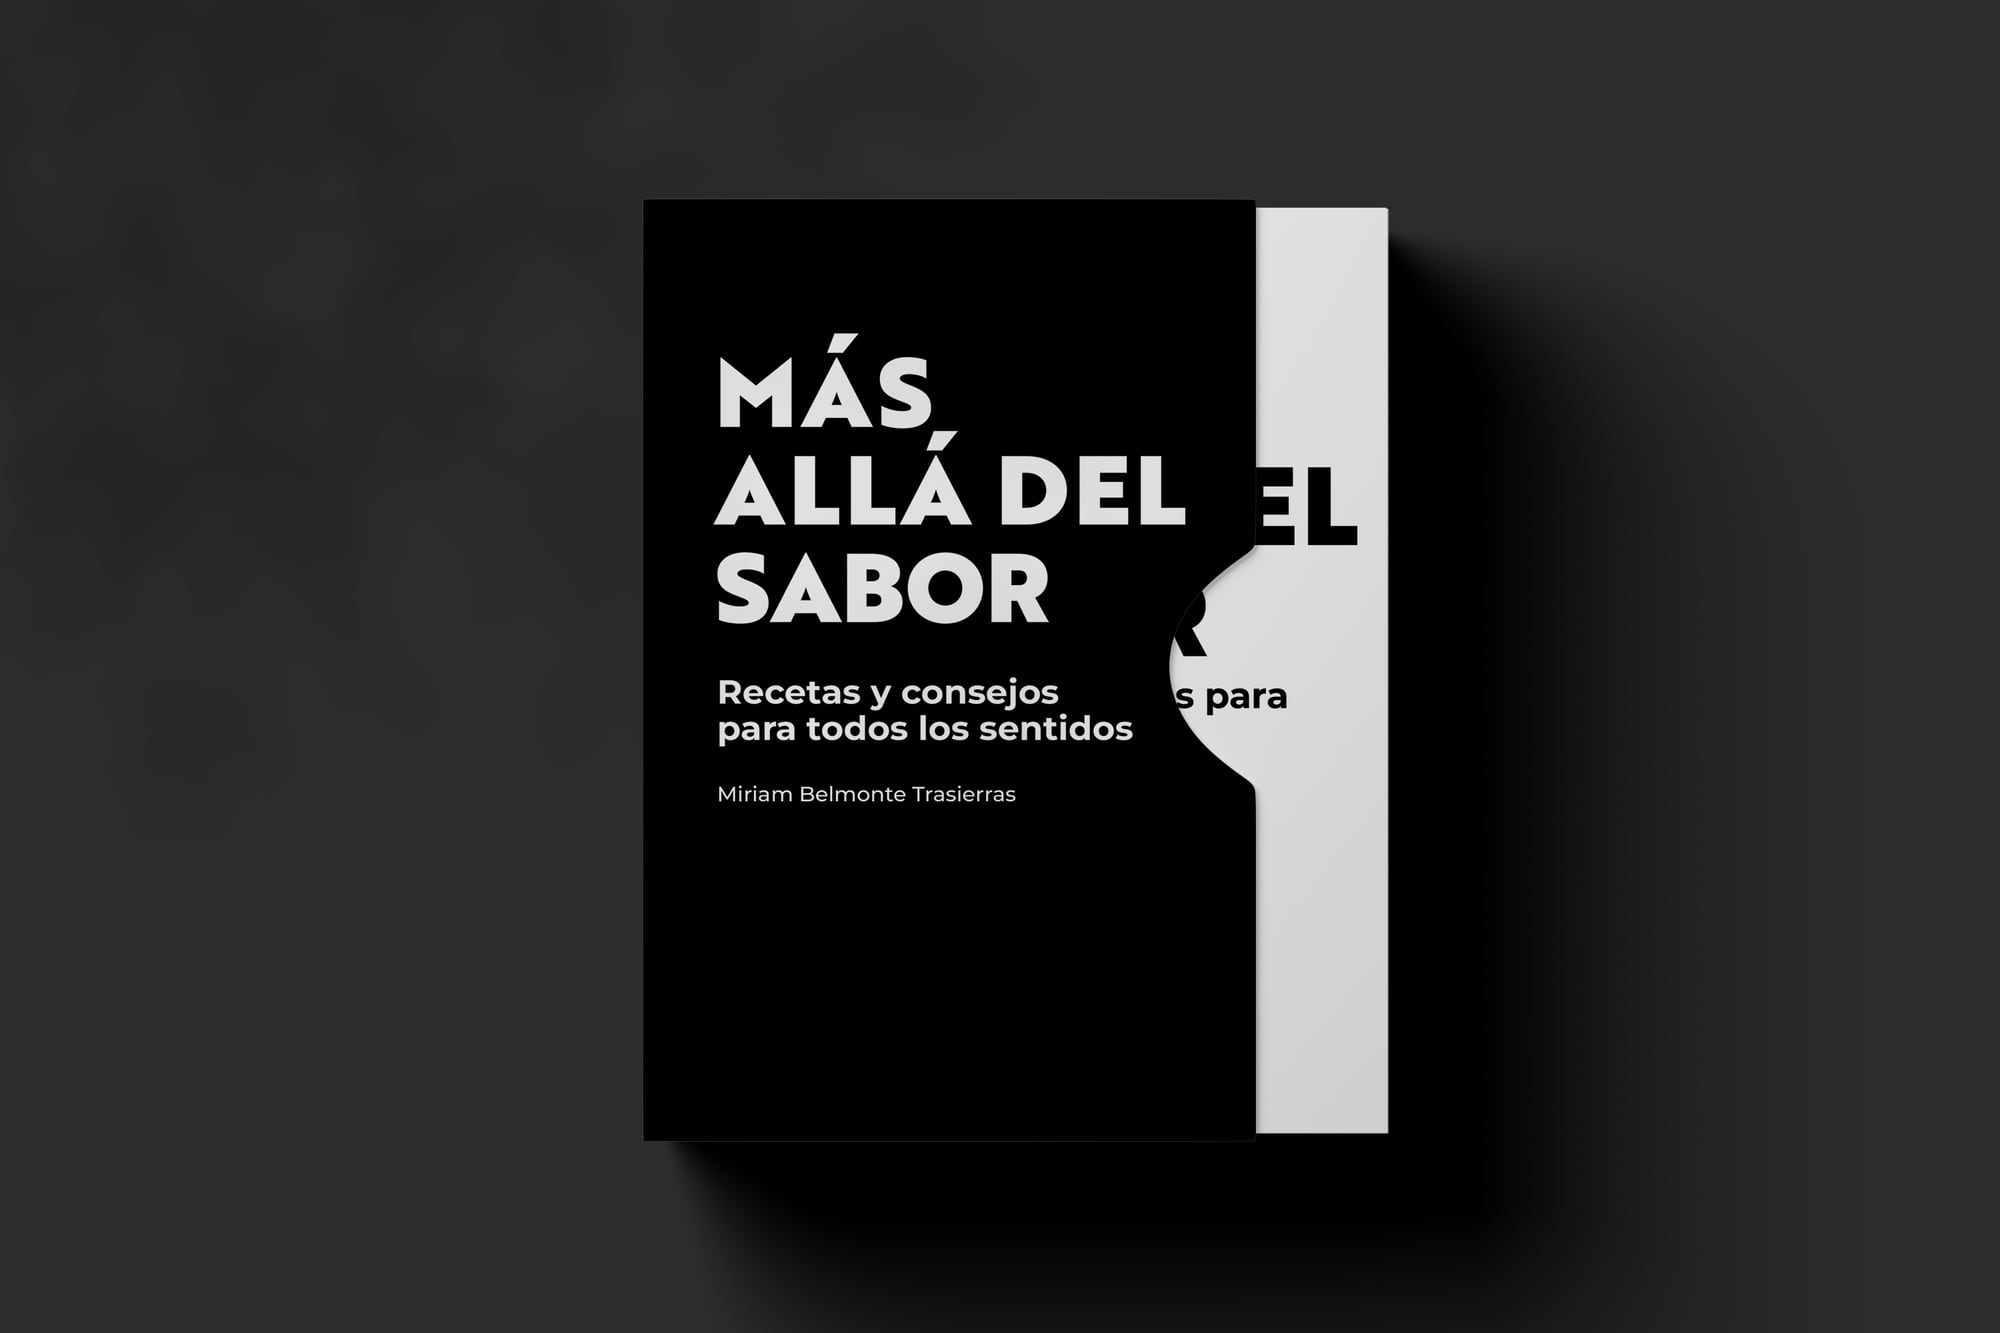 MÁS
ALLÁ DEL
SABOR
Recetas y consejos
para todos los sentidos
Miriam Belmonte Trasierras
EL
R
s para